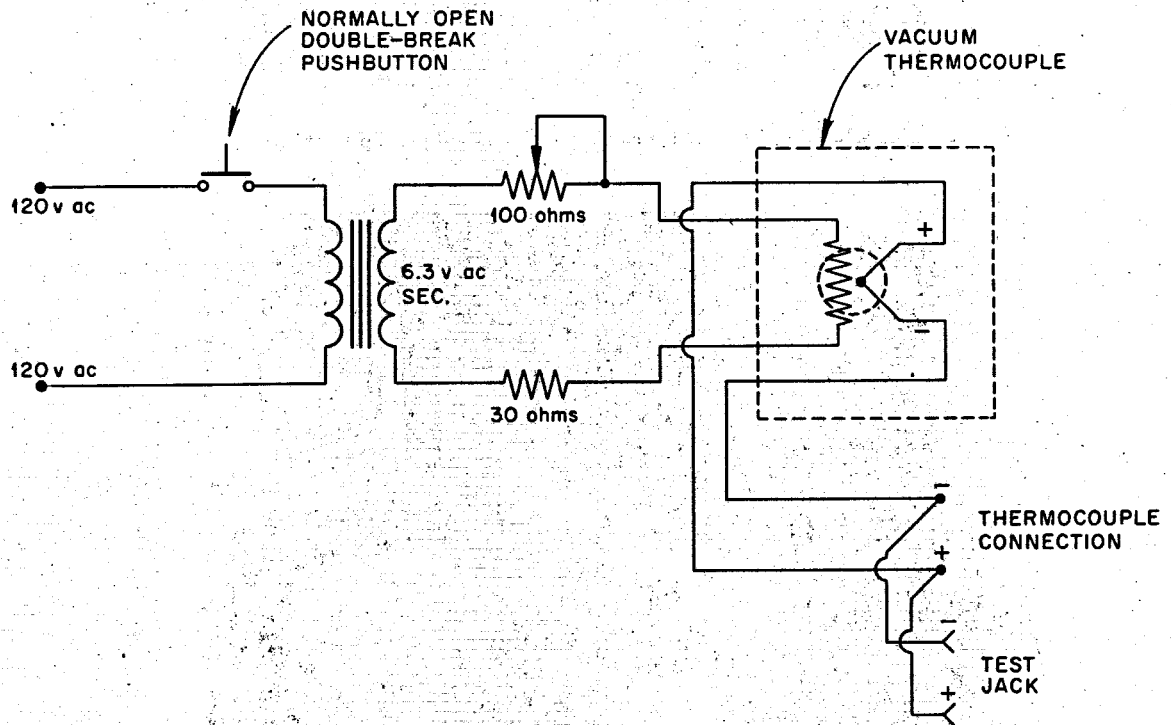 NORMALLY OPEN
DOUBLE-BREAK
PUSHBUTTON
VACUUM
THERMOCOUPLE
120 v ac
100 ohms
+
6.3 v ac
SEC.
-
120 v ac
30 ohms
-
THERMOCOUPLE
CONNECTION
+
-
TEST
JACK
+